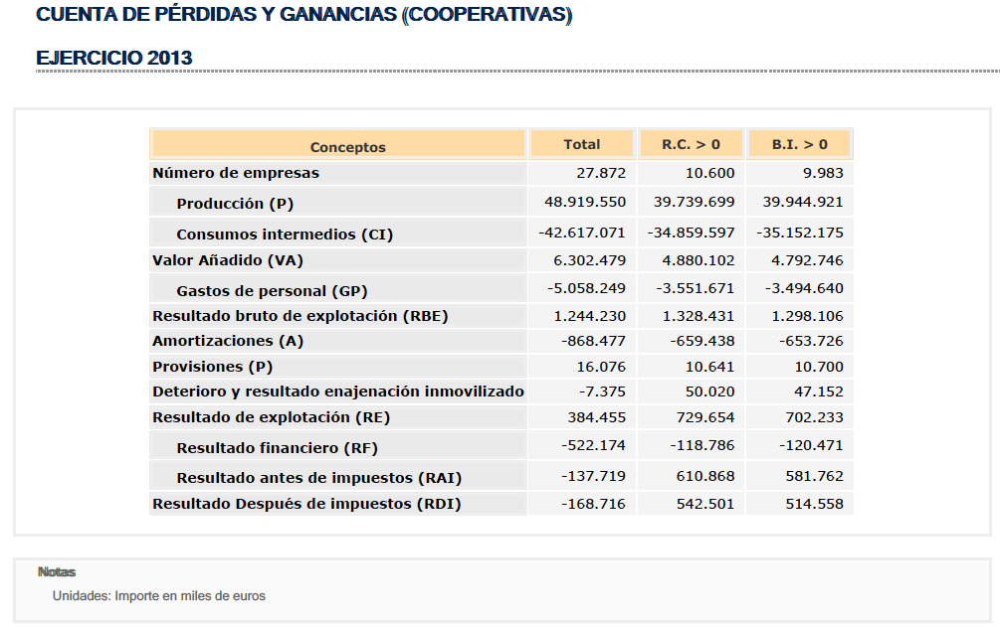 CUENTA DE PÉRDIDAS Y GANANCIAS (COOPERATIVAS)
EJERCICIO 2013
Conceptos Total R.C. > 0 B.I. > 0
Número de empresas 27.872 10.600 9.983
Producción (P) 48.919.550 39.739.699 39.944.921
Consumos intermedios (CI) -42.617.071 -34.859.597 -35.152.175
Valor Añadido (VA) 6.302.479 4.880.102 4.792.746
Gastos de personal (GP) -5.058.249 -3.551.671 -3.494.640
Resultado bruto de explotación (RBE) 1.244.230 1.328.431 1.298.106
Amortizaciones (A) -868.477 -659.438 -653.726
Provisiones (P) 16.076 10.641 10.700
Deterioro y resultado enajenación inmovilizado -7.375 50.020 47.152
Resultado de explotación (RE) 384.455 729.654 702.233
Resultado financiero (RF) -522.174 -118.786 -120.471
Resultado antes de impuestos (RAI) -137.719 610.868 581.762
Resultado Después de impuestos (RDI) -168.716 542.501 514.558
Notas
Unidades: Importe en miles de euros